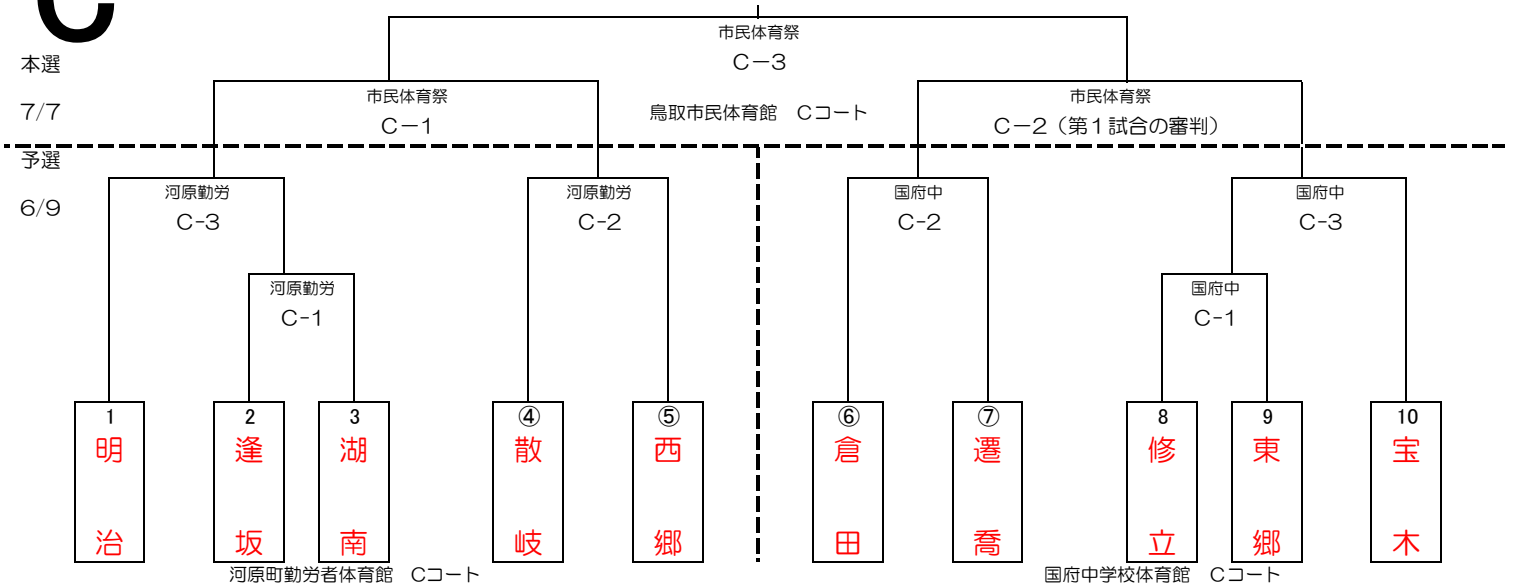 C
市民体育祭
C－3
本選
7/7
市民体育祭
C－1
鳥取市民体育館　Cコート
市民体育祭
C－2（第1試合の審判）
予選
6/9
河原勤労
C-3
河原勤労
C-2
国府中
C-2
国府中
C-3
河原勤労
C-1
国府中
C-1
1
明治
2
逢坂
3
湖南
④
散岐
⑤
西郷
⑥
倉田
⑦
遷喬
8
修立
9
東郷
10
宝木
河原町勤労者体育館　Cコート
国府中学校体育館　Cコート